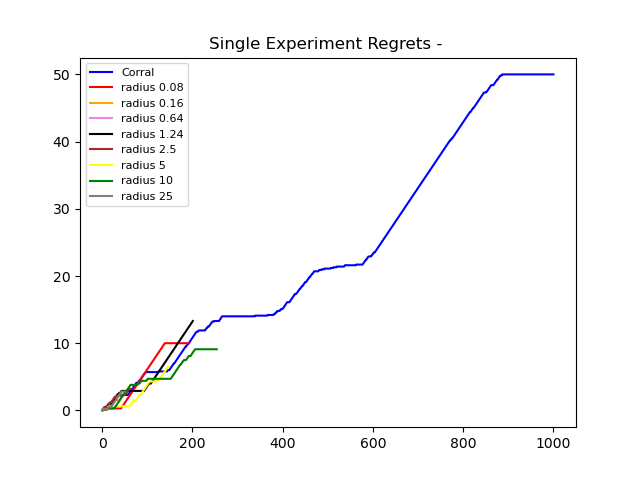 Single Experiment Regrets -
Corral
radius 0.08
radius 0.16
radius 0.64
radius 1.24
radius 2.5
radius 5
radius 10
radius 25
50
40
30
20
10
0
0 200 400 600 800 1000